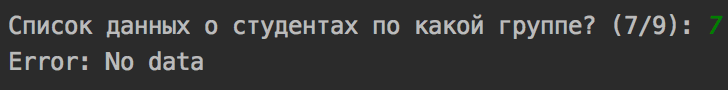 Список данных о студентах по какой группе? (7/9): 7
Error: No data